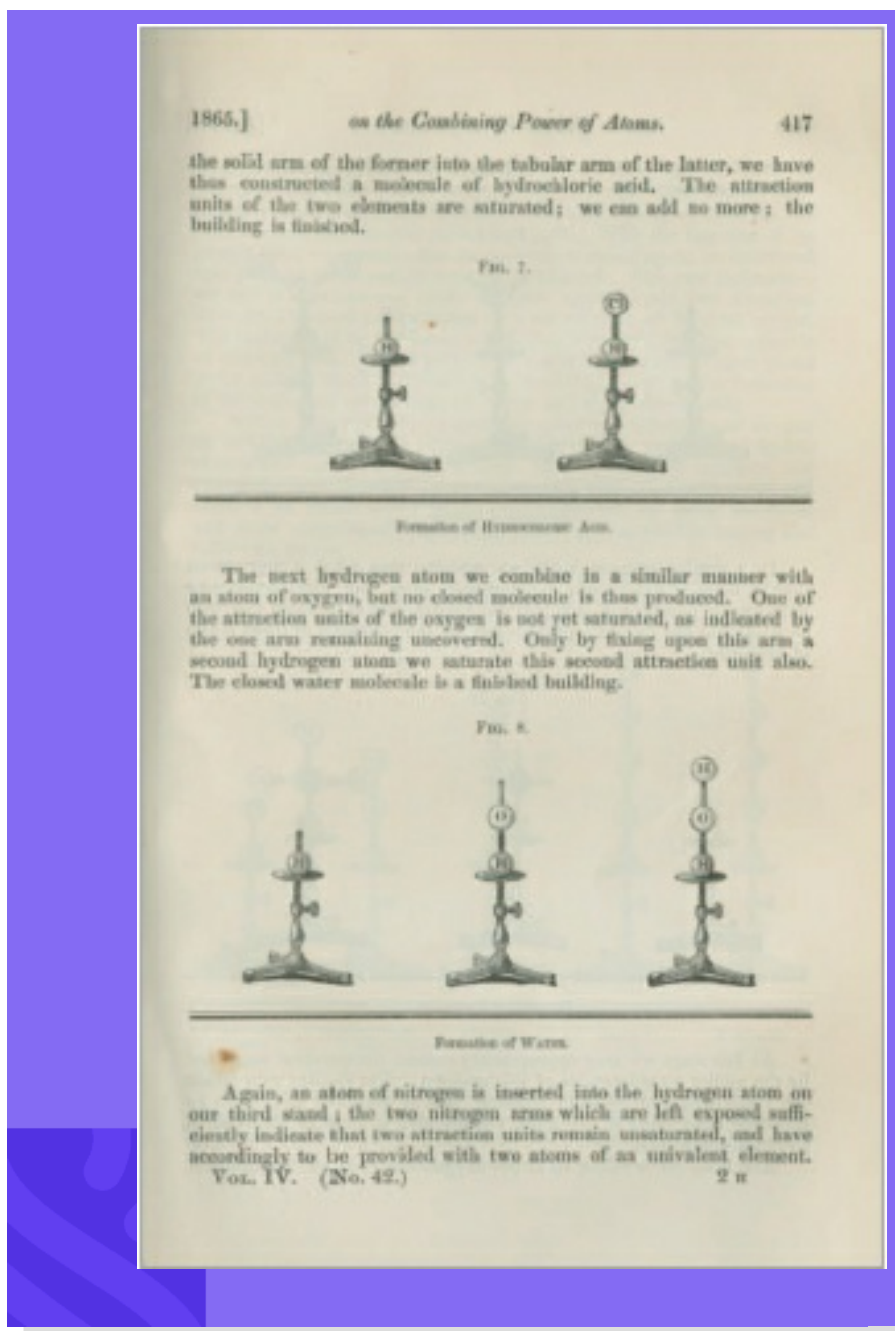 1865.] on the Combining Power of Atoms. 417
the solid arm of the former into the tubular arm of the latter, we have
thus constructed a molecule of hydrochloric acid. The attraction
units of the two elements are saturated; we can add no more; the
building is finished.
FIG. 7.
Cl
H H
Formation of HYDROCHLORIC ACID.
The next hydrogen atom we combine in a similar manner with
an atom of oxygen, but no closed molecule is thus produced. One of
the attraction units of the oxygen is not yet saturated, as indicated by
the one arm remaining uncovered. Only by fixing upon this arm a
second hydrogen atom we saturate this second attraction unit also.
The closed water molecule is a finished building.
FIG. 8.
H
O O
H H H
Formation of WATER.
Again, an atom of nitrogen is inserted into the hydrogen atom on
our third stand; the two nitrogen arms which are left exposed suffi-
ciently indicate that two attraction units remain unsaturated, and have
accordingly to be provided with two atoms of an univalent element.
VOL. IV. (No. 42.) 2 H